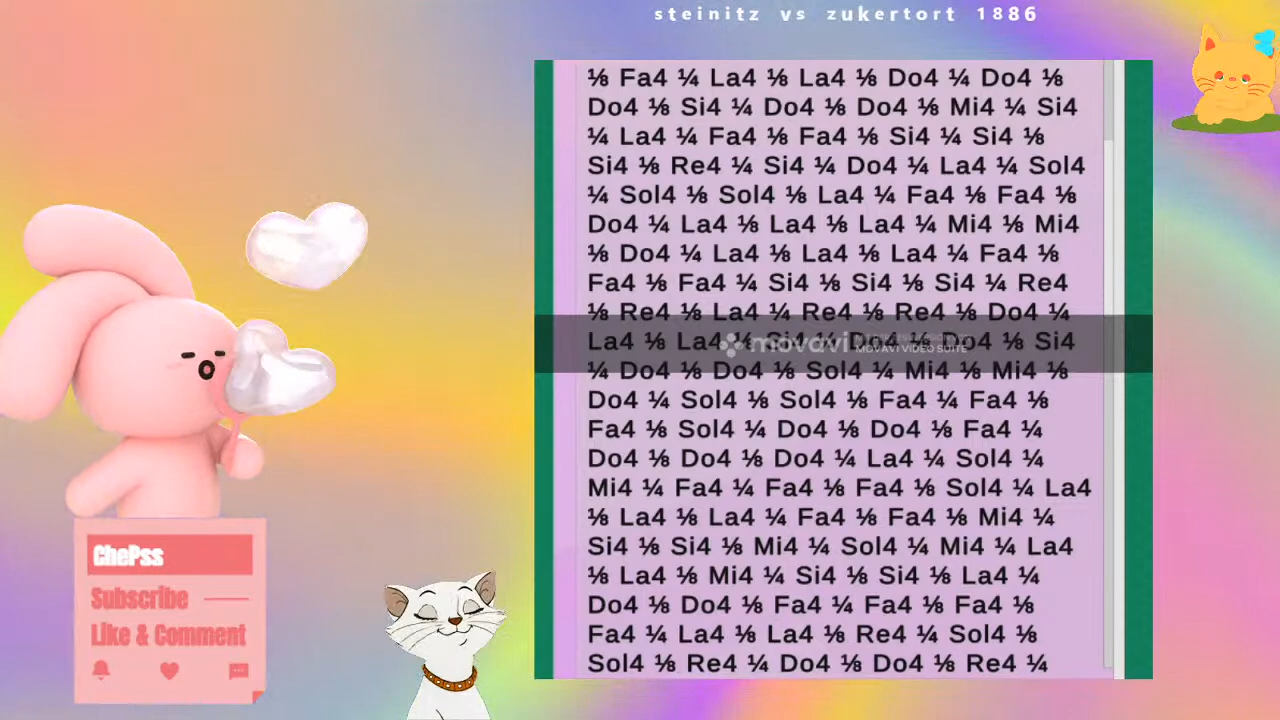 steinitz vs zukertort 1886
⅛ Fa4 ¼ La4 ⅛ La4 ⅛ Do4 ¼ Do4 ⅛
Do4 ⅛ Si4 ¼ Do4 ⅛ Do4 ⅛ Mi4 ¼ Si4
¼ La4 ¼ Fa4 ⅛ Fa4 ⅛ Si4 ¼ Si4 ⅛
Si4 ⅛ Re4 ¼ Si4 ¼ Do4 ¼ La4 ¼ Sol4
¼ Sol4 ⅛ Sol4 ⅛ La4 ¼ Fa4 ⅛ Fa4 ⅛
Do4 ¼ La4 ⅛ La4 ⅛ La4 ¼ Mi4 ⅛ Mi4
⅛ Do4 ¼ La4 ⅛ La4 ⅛ La4 ¼ Fa4 ⅛
Fa4 ⅛ Fa4 ¼ Si4 ⅛ Si4 ⅛ Si4 ¼ Re4
⅛ Re4 ⅛ La4 ¼ Re4 ⅛ Re4 ⅛ Do4 ¼
La4 ⅛ La4 ⅛ Si4 ¼ Do4 ⅛ Do4 ⅛ Si4
movavi
MOVAVI VIDEO SUITE
¼ Do4 ⅛ Do4 ⅛ Sol4 ¼ Mi4 ⅛ Mi4 ⅛
Do4 ¼ Sol4 ⅛ Sol4 ⅛ Fa4 ¼ Fa4 ⅛
Fa4 ⅛ Sol4 ¼ Do4 ⅛ Do4 ⅛ Fa4 ¼
Do4 ⅛ Do4 ⅛ Do4 ¼ La4 ¼ Sol4 ¼
Mi4 ¼ Fa4 ¼ Fa4 ⅛ Fa4 ⅛ Sol4 ¼ La4
⅛ La4 ⅛ La4 ¼ Fa4 ⅛ Fa4 ⅛ Mi4 ¼
Si4 ⅛ Si4 ⅛ Mi4 ¼ Sol4 ¼ Mi4 ¼ La4
⅛ La4 ⅛ Mi4 ¼ Si4 ⅛ Si4 ⅛ La4 ¼
Do4 ⅛ Do4 ⅛ Fa4 ¼ Fa4 ⅛ Fa4 ⅛
Fa4 ¼ La4 ⅛ La4 ⅛ Re4 ¼ Sol4 ⅛
Sol4 ⅛ Re4 ¼ Do4 ⅛ Do4 ⅛ Re4 ¼
ChePss
Subscribe
Like & Comment